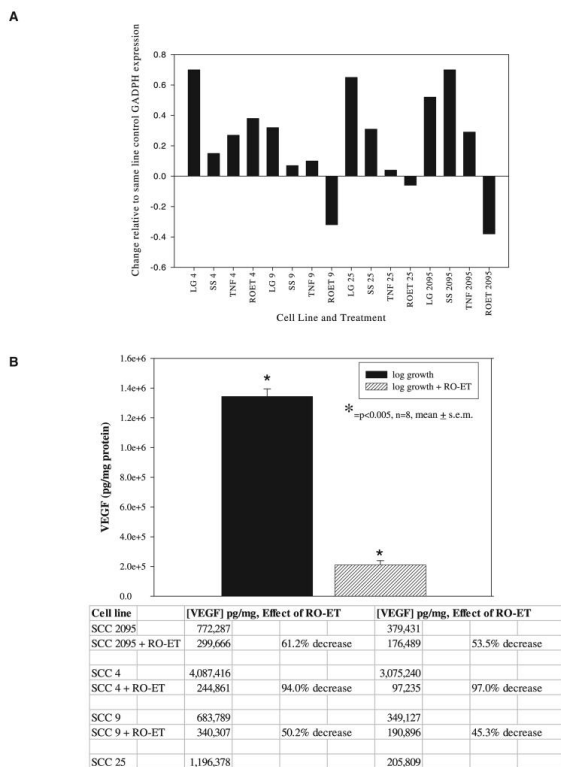 A
Change relative to same line control GADPH expression
0.8
0.6
0.4
0.2
0.0
-0.2
-0.4
-0.6
LG 4
SS 4
TNF 4
ROET 4
LG 9
SS 9
TNF 9
ROET 9
LG 25
SS 25
TNF 25
ROET 25
LG 2095
SS 2095
TNF 2095
ROET 2095
Cell Line and Treatment
B
VEGF (pg/mg protein)
1.6e+6
1.4e+6
1.2e+6
1.0e+6
8.0e+5
6.0e+5
4.0e+5
2.0e+5
0.0
*
*
log growth
log growth + RO-ET
*=p<0.005, n=8, mean ± s.e.m.
Cell line [VEGF] pg/mg, Effect of RO-ET [VEGF] pg/mg, Effect of RO-ET
SCC 2095 772,287 379,431
SCC 2095 + RO-ET 299,666 61.2% decrease 176,489 53.5% decrease
SCC 4 4,087,416 3,075,240
SCC 4 + RO-ET 244,861 94.0% decrease 97,235 97.0% decrease
SCC 9 683,789 349,127
SCC 9 + RO-ET 340,307 50.2% decrease 190,896 45.3% decrease
SCC 25 1,196,378 205,809